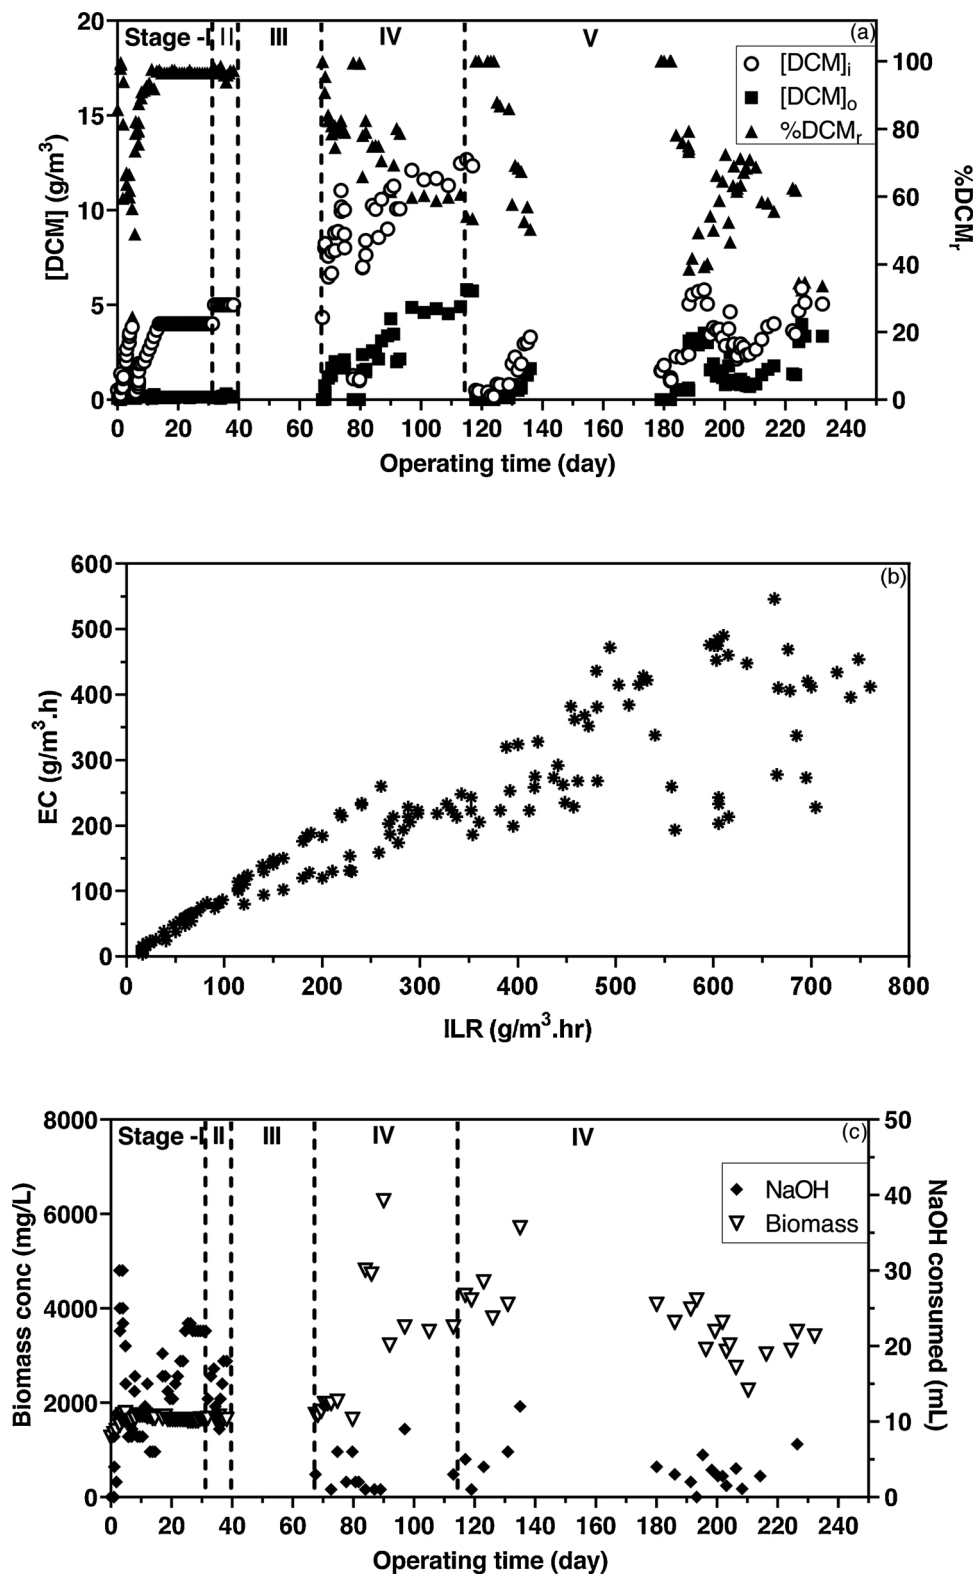 (a)
Stage -I II III IV V
[DCM]i
[DCM]o
%DCMr
20
15
10
5
0
100
80
60
40
20
0
[DCM] (g/m3)
%DCMr
0 20 40 60 80 100 120 140 160 180 200 220 240
Operating time (day)
(b)
600
500
400
300
200
100
0
EC (g/m3.h)
0 100 200 300 400 500 600 700 800
ILR (g/m3.hr)
(c)
Stage -I II III IV IV
NaOH
Biomass
8000
6000
4000
2000
0
50
40
30
20
10
0
Biomass conc (mg/L)
NaOH consumed (mL)
0 20 40 60 80 100 120 140 160 180 200 220 240
Operating time (day)